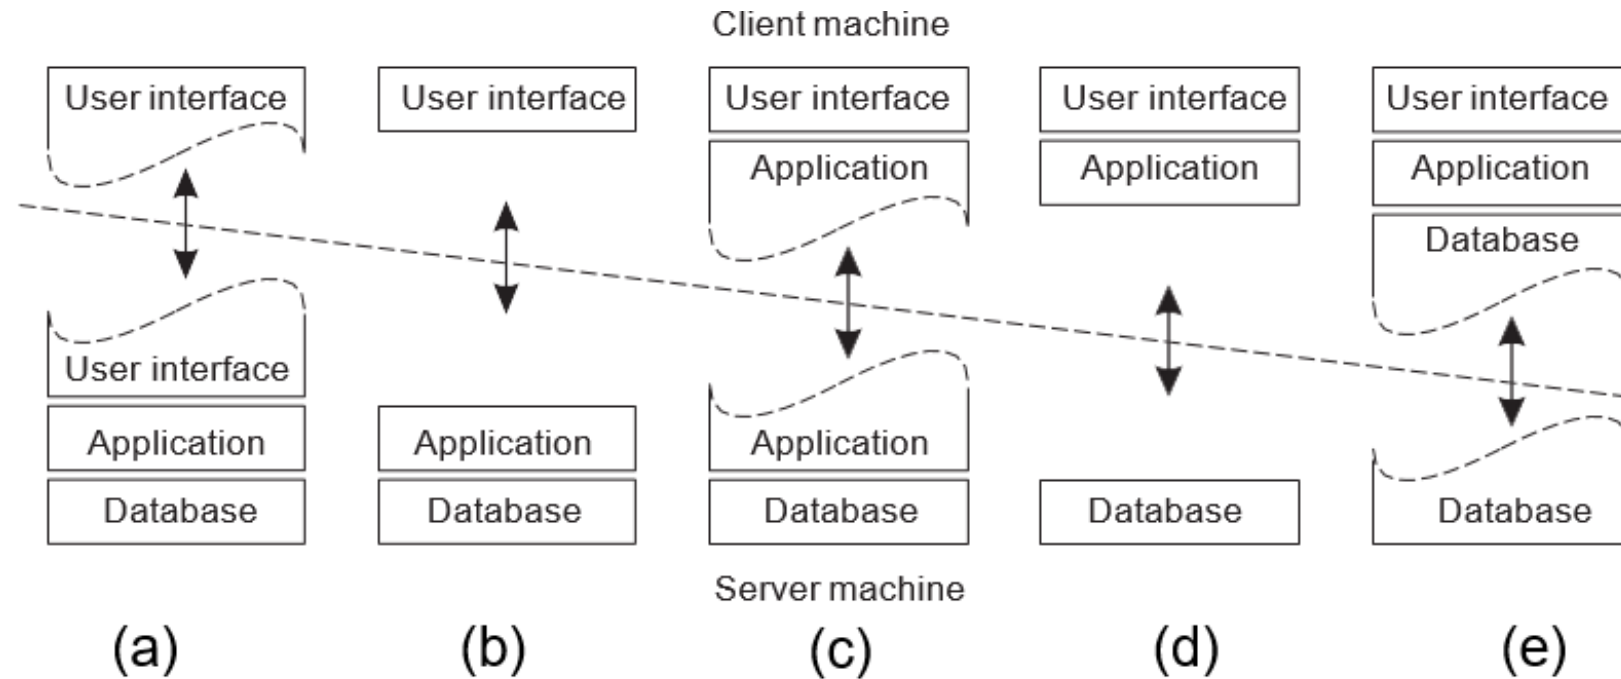 Client machine
User interface User interface User interface User interface User interface
Application Application Application
Database
User interface
Application Application Application
Database Database Database Database Database
Server machine
(a) (b) (c) (d) (e)